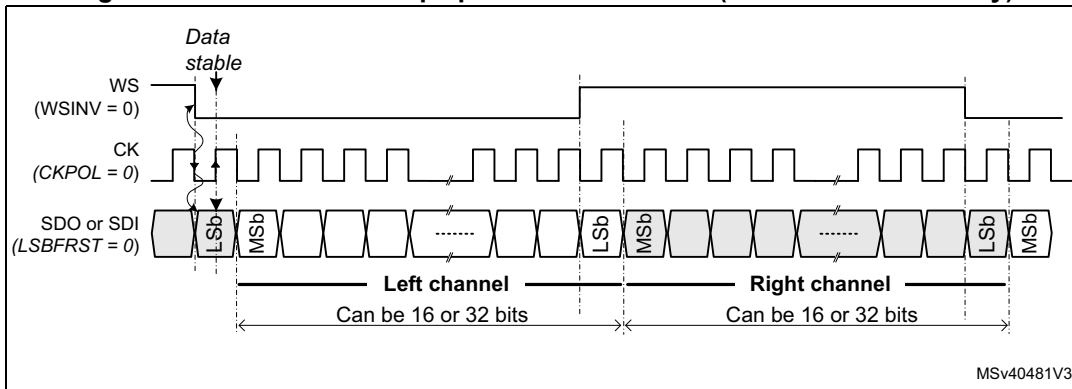 Data
stable
WS
(WSINV = 0)
CK
(CKPOL = 0)
SDO or SDI
(LSBFRST = 0)
LSb
MSb
LSb
MSb
LSb
MSb
Left channel
Right channel
Can be 16 or 32 bits
Can be 16 or 32 bits
MSv40481V3